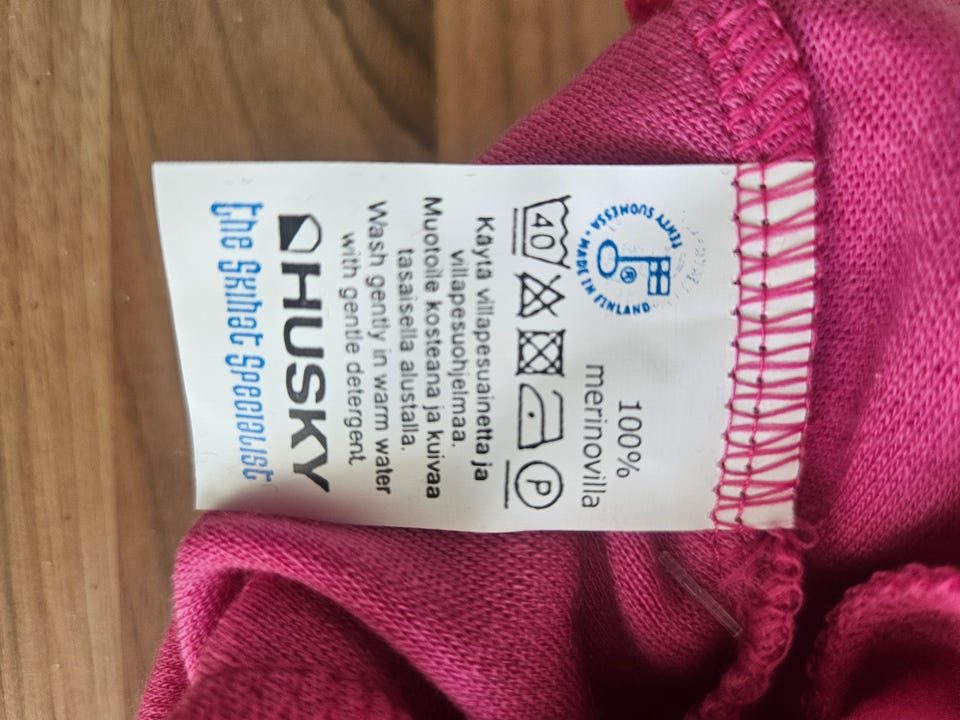 TEHTY SUOMESSA • MADE IN FINLAND
®
100%
merinovilla
40
P
Käytä villapesuainetta ja
villapesuohjelmaa.
Muotoile kosteana ja kuivaa
tasaisella alustalla.
Wash gently in warm water
with gentle detergent.
HUSKY
the Skihat Specialist